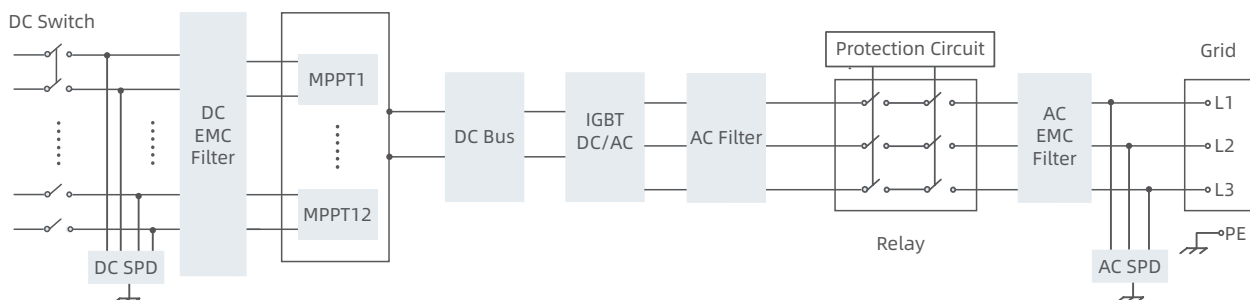 DC Switch
DC
EMC
Filter
MPPT1
MPPT12
DC SPD
DC Bus
IGBT
DC/AC
AC Filter
Protection Circuit
Relay
AC
EMC
Filter
Grid
L1
L2
L3
PE
AC SPD